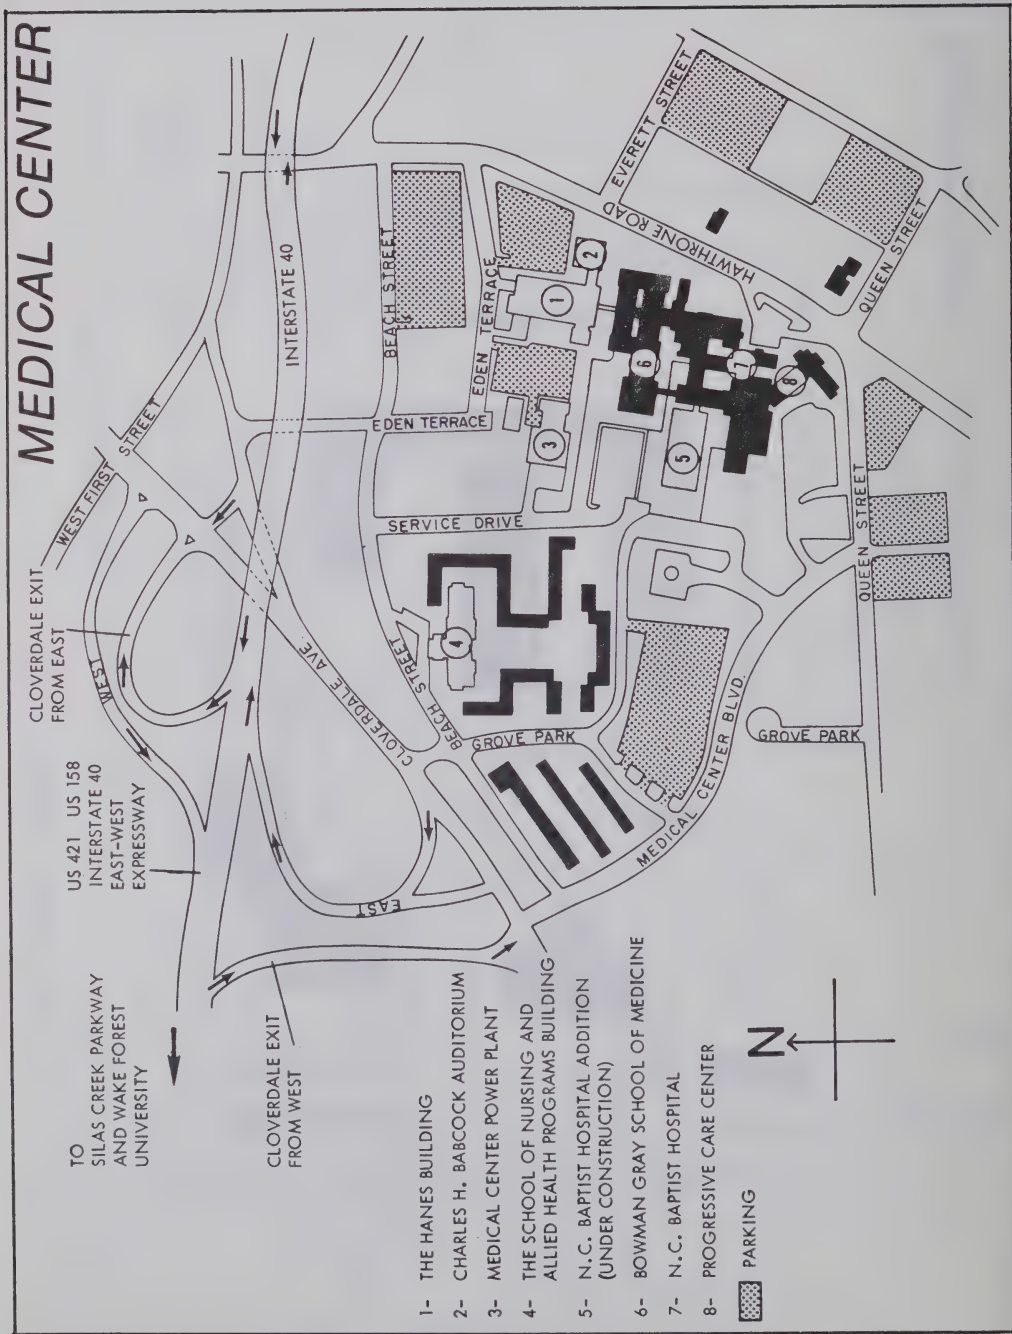 MEDICAL CENTER
WEST FIRST STREET
CLOVERDALE EXIT
FROM EAST
US 421 US 158
INTERSTATE 40
EAST-WEST
EXPRESSWAY
TO
SILAS CREEK PARKWAY
AND WAKE FOREST
UNIVERSITY
CLOVERDALE EXIT
FROM WEST
WEST
EAST
INTERSTATE 40
CLOVERDALE AVE.
BEACH STREET
BEACH STREET
EDEN TERRACE
EDEN TERRACE
SERVICE DRIVE
GROVE PARK
GROVE PARK
MEDICAL CENTER BLVD.
HAWTHRONE ROAD
EVERETT STREET
QUEEN STREET
QUEEN STREET
1
2
3
4
5
6
7
8
1- THE HANES BUILDING
2- CHARLES H. BABCOCK AUDITORIUM
3- MEDICAL CENTER POWER PLANT
4- THE SCHOOL OF NURSING AND
ALLIED HEALTH PROGRAMS BUILDING
5- N.C. BAPTIST HOSPITAL ADDITION
(UNDER CONSTRUCTION)
6- BOWMAN GRAY SCHOOL OF MEDICINE
7- N.C. BAPTIST HOSPITAL
8- PROGRESSIVE CARE CENTER
PARKING
N